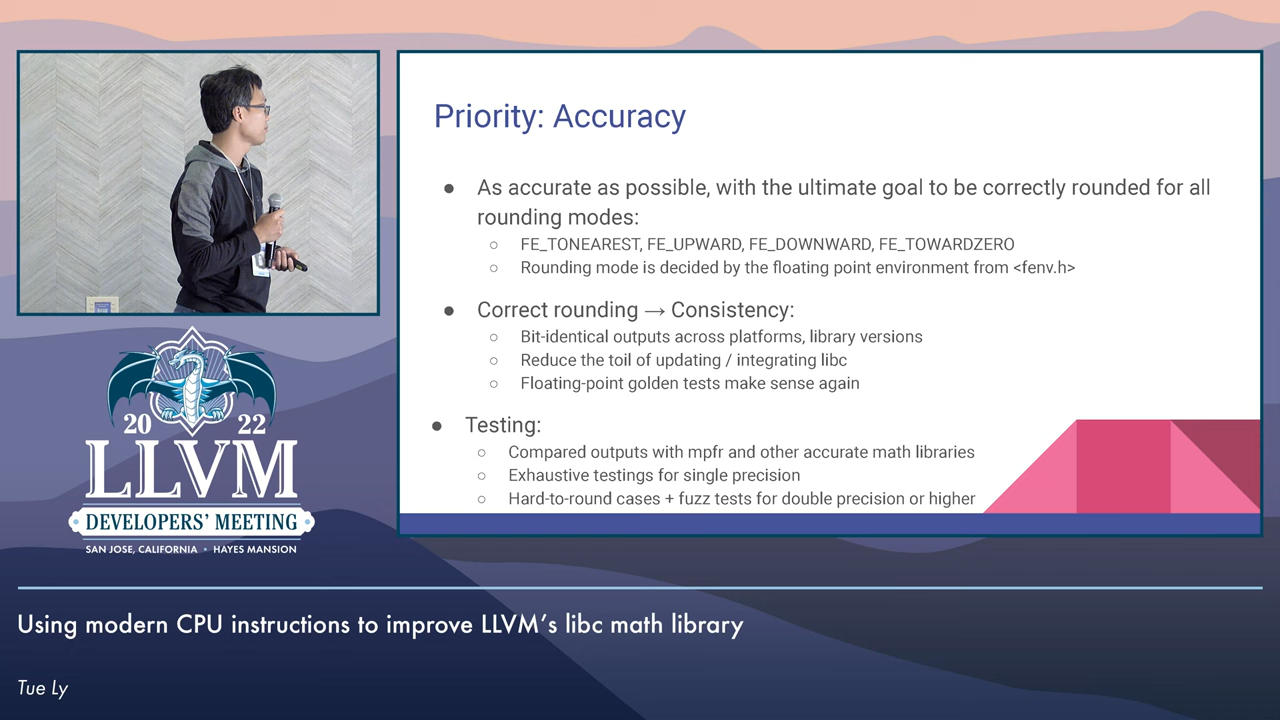 Priority: Accuracy
● As accurate as possible, with the ultimate goal to be correctly rounded for all
rounding modes:
○ FE_TONEAREST, FE_UPWARD, FE_DOWNWARD, FE_TOWARDZERO
○ Rounding mode is decided by the floating point environment from <fenv.h>
● Correct rounding → Consistency:
○ Bit-identical outputs across platforms, library versions
○ Reduce the toil of updating / integrating libc
○ Floating-point golden tests make sense again
● Testing:
○ Compared outputs with mpfr and other accurate math libraries
○ Exhaustive testings for single precision
○ Hard-to-round cases + fuzz tests for double precision or higher
20 22
LLVM
DEVELOPERS' MEETING
SAN JOSE, CALIFORNIA • HAYES MANSION
Using modern CPU instructions to improve LLVM's libc math library
Tue Ly